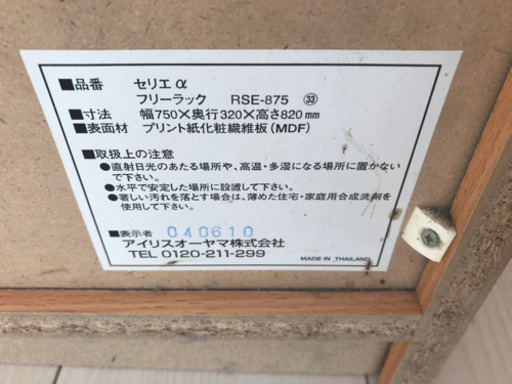 ■品番 セリエα
フリーラック RSE-875 ㉝
■寸法 幅750×奥行320×高さ820mm
■表面材 プリント紙化粧繊維板(MDF)
■取扱上の注意
●直射日光のあたる場所や、高温・多湿になる場所に置かない
で下さい。
●水平で安定した場所に設置して下さい。
●著しい汚れを落とす場合は、薄めた住宅・家庭用合成洗剤を
使用して下さい。
■表示者 040610
アイリスオーヤマ株式会社
TEL 0120-211-299
MADE IN THAILAND